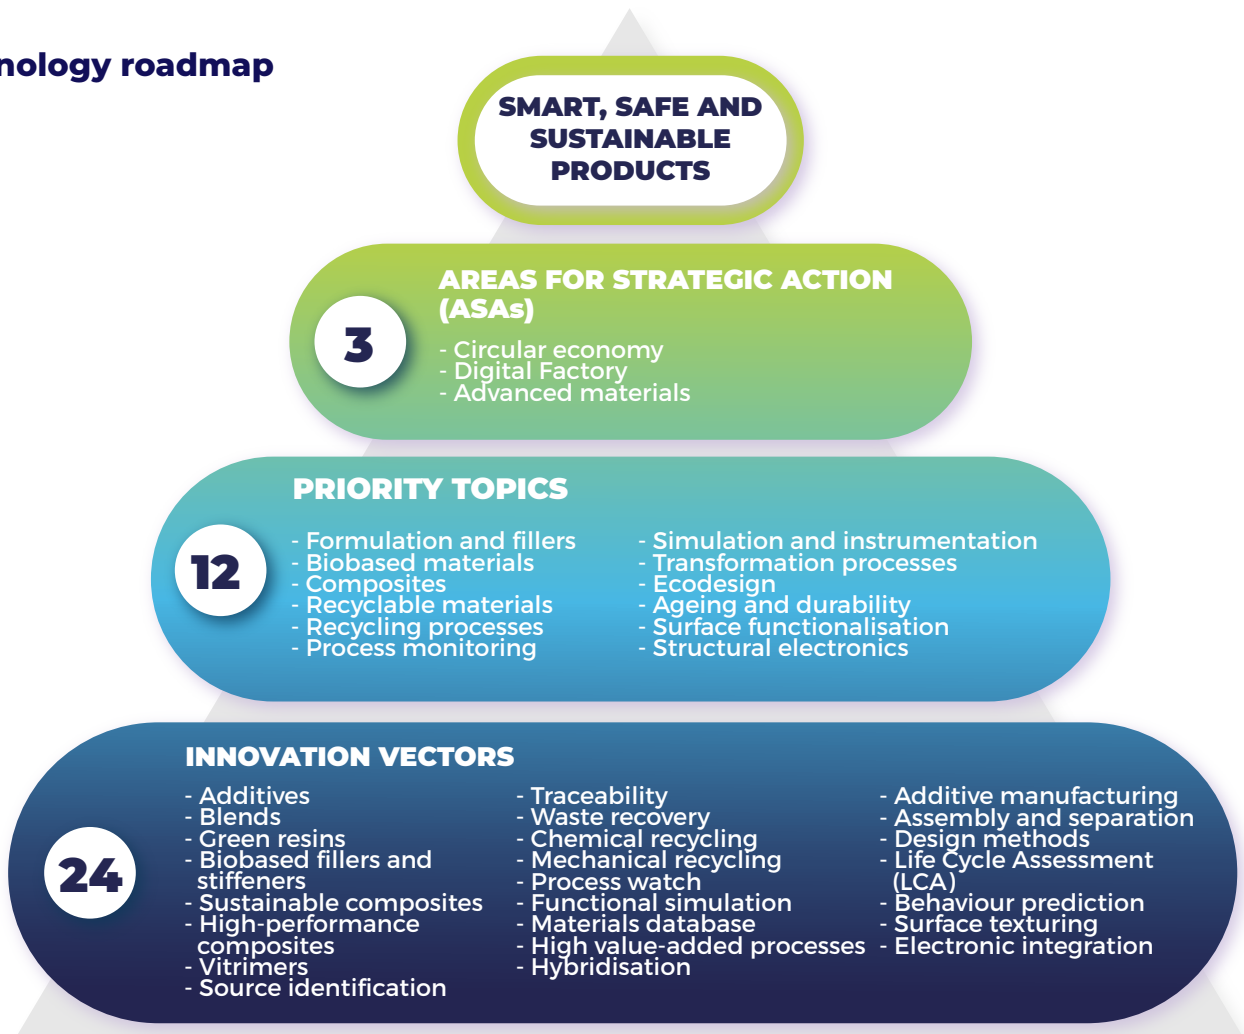 nology roadmap
SMART, SAFE AND
SUSTAINABLE
PRODUCTS
3
AREAS FOR STRATEGIC ACTION
(ASAs)
- Circular economy
- Digital Factory
- Advanced materials
12
PRIORITY TOPICS
- Formulation and fillers
- Biobased materials
- Composites
- Recyclable materials
- Recycling processes
- Process monitoring
- Simulation and instrumentation
- Transformation processes
- Ecodesign
- Ageing and durability
- Surface functionalisation
- Structural electronics
24
INNOVATION VECTORS
- Additives
- Blends
- Green resins
- Biobased fillers and
stiffeners
- Sustainable composites
- High-performance
composites
- Vitrimers
- Source identification
- Traceability
- Waste recovery
- Chemical recycling
- Mechanical recycling
- Process watch
- Functional simulation
- Materials database
- High value-added processes
- Hybridisation
- Additive manufacturing
- Assembly and separation
- Design methods
- Life Cycle Assessment
(LCA)
- Behaviour prediction
- Surface texturing
- Electronic integration